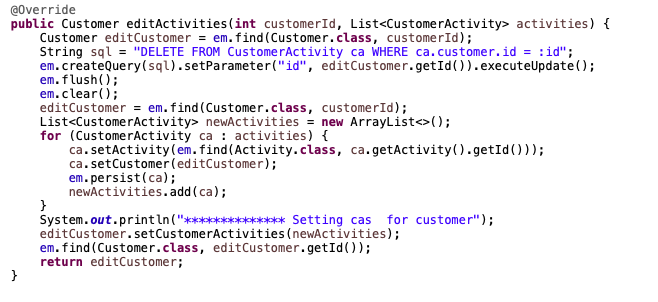 @Override
public Customer editActivities(int customerId, List<CustomerActivity> activities) {
    Customer editCustomer = em.find(Customer.class, customerId);
    String sql = "DELETE FROM CustomerActivity ca WHERE ca.customer.id = :id";
    em.createQuery(sql).setParameter("id", editCustomer.getId()).executeUpdate();
    em.flush();
    em.clear();
    editCustomer = em.find(Customer.class, customerId);
    List<CustomerActivity> newActivities = new ArrayList<>();
    for (CustomerActivity ca : activities) {
        ca.setActivity(em.find(Activity.class, ca.getActivity().getId()));
        ca.setCustomer(editCustomer);
        em.persist(ca);
        newActivities.add(ca);
    }
    System.out.println("************** Setting cas  for customer");
    editCustomer.setCustomerActivities(newActivities);
    em.find(Customer.class, editCustomer.getId());
    return editCustomer;
}